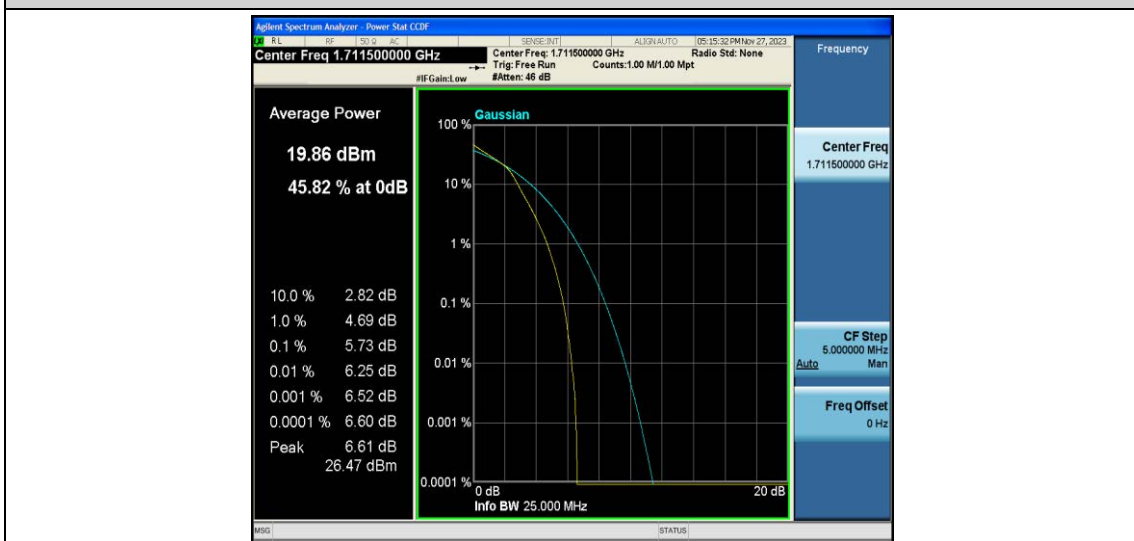 Agilent Spectrum Analyzer - Power Stat CCDF
RL RF 50 Ω AC SENSE:INT ALIGN AUTO 05:15:32 PM Nov 27, 2023
Center Freq 1.711500000 GHz
Center Freq: 1.711500000 GHz Radio Std: None
Trig: Free Run Counts:1.00 M/1.00 Mpt
#IFGain:Low #Atten: 46 dB
Frequency
Average Power
19.86 dBm
45.82 % at 0dB
10.0 % 2.82 dB
1.0 % 4.69 dB
0.1 % 5.73 dB
0.01 % 6.25 dB
0.001 % 6.52 dB
0.0001 % 6.60 dB
Peak 6.61 dB
26.47 dBm
Gaussian
100 %
10 %
1 %
0.1 %
0.01 %
0.001 %
0.0001 %
0 dB 20 dB
Info BW 25.000 MHz
Center Freq
1.711500000 GHz
CF Step
5.000000 MHz
Auto Man
Freq Offset
0 Hz
MSG STATUS